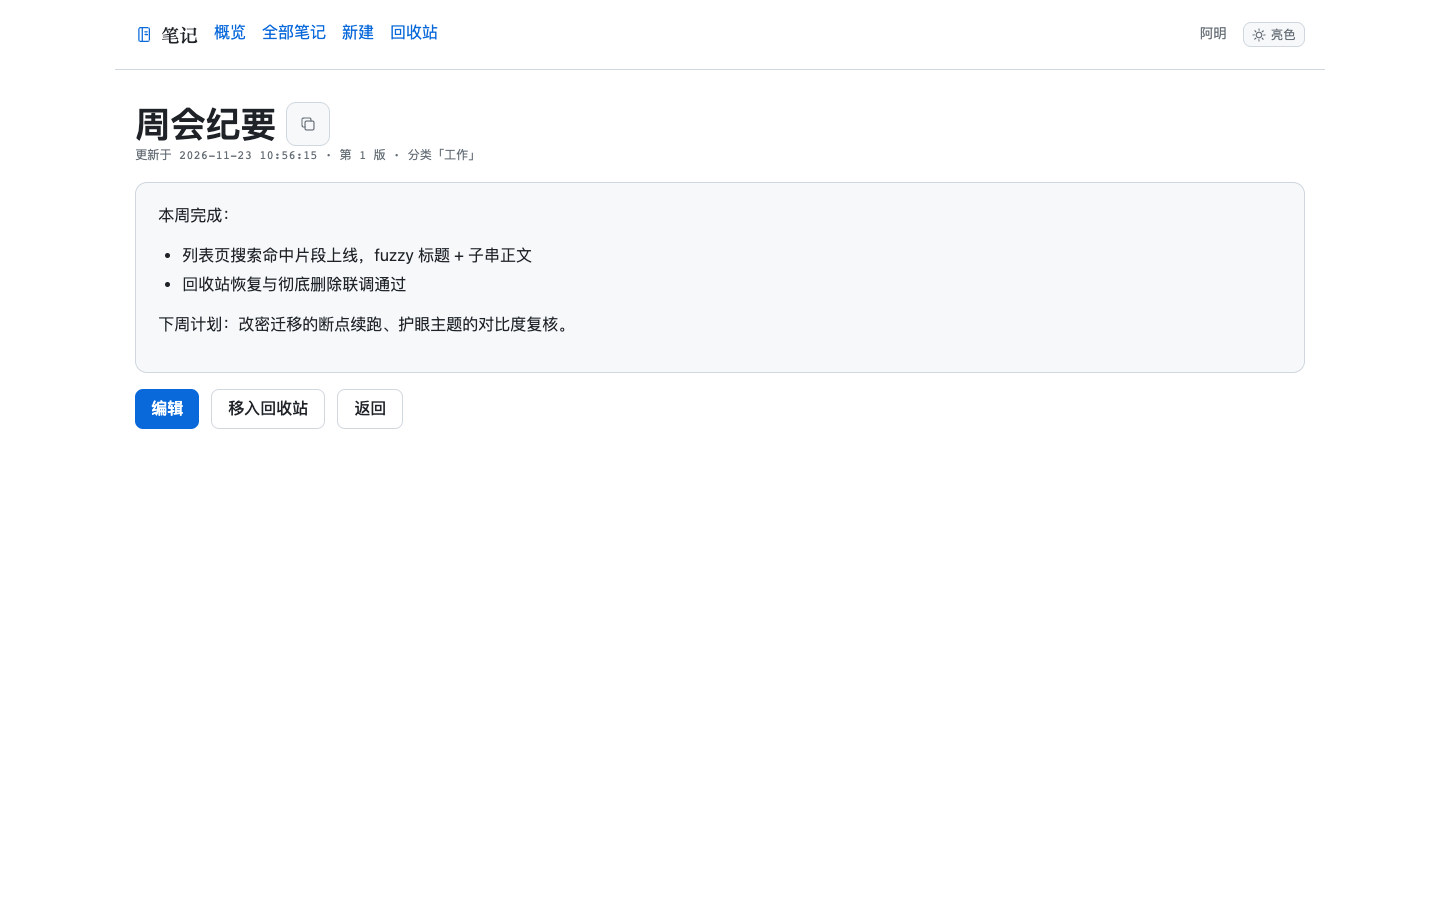 笔记 概览 全部笔记 新建 回收站 阿明 亮色
周会纪要
更新于 2026-11-23 10:56:15 · 第 1 版 · 分类「工作」
本周完成：
• 列表页搜索命中片段上线，fuzzy 标题 + 子串正文
• 回收站恢复与彻底删除联调通过
下周计划：改密迁移的断点续跑、护眼主题的对比度复核。
编辑 移入回收站 返回